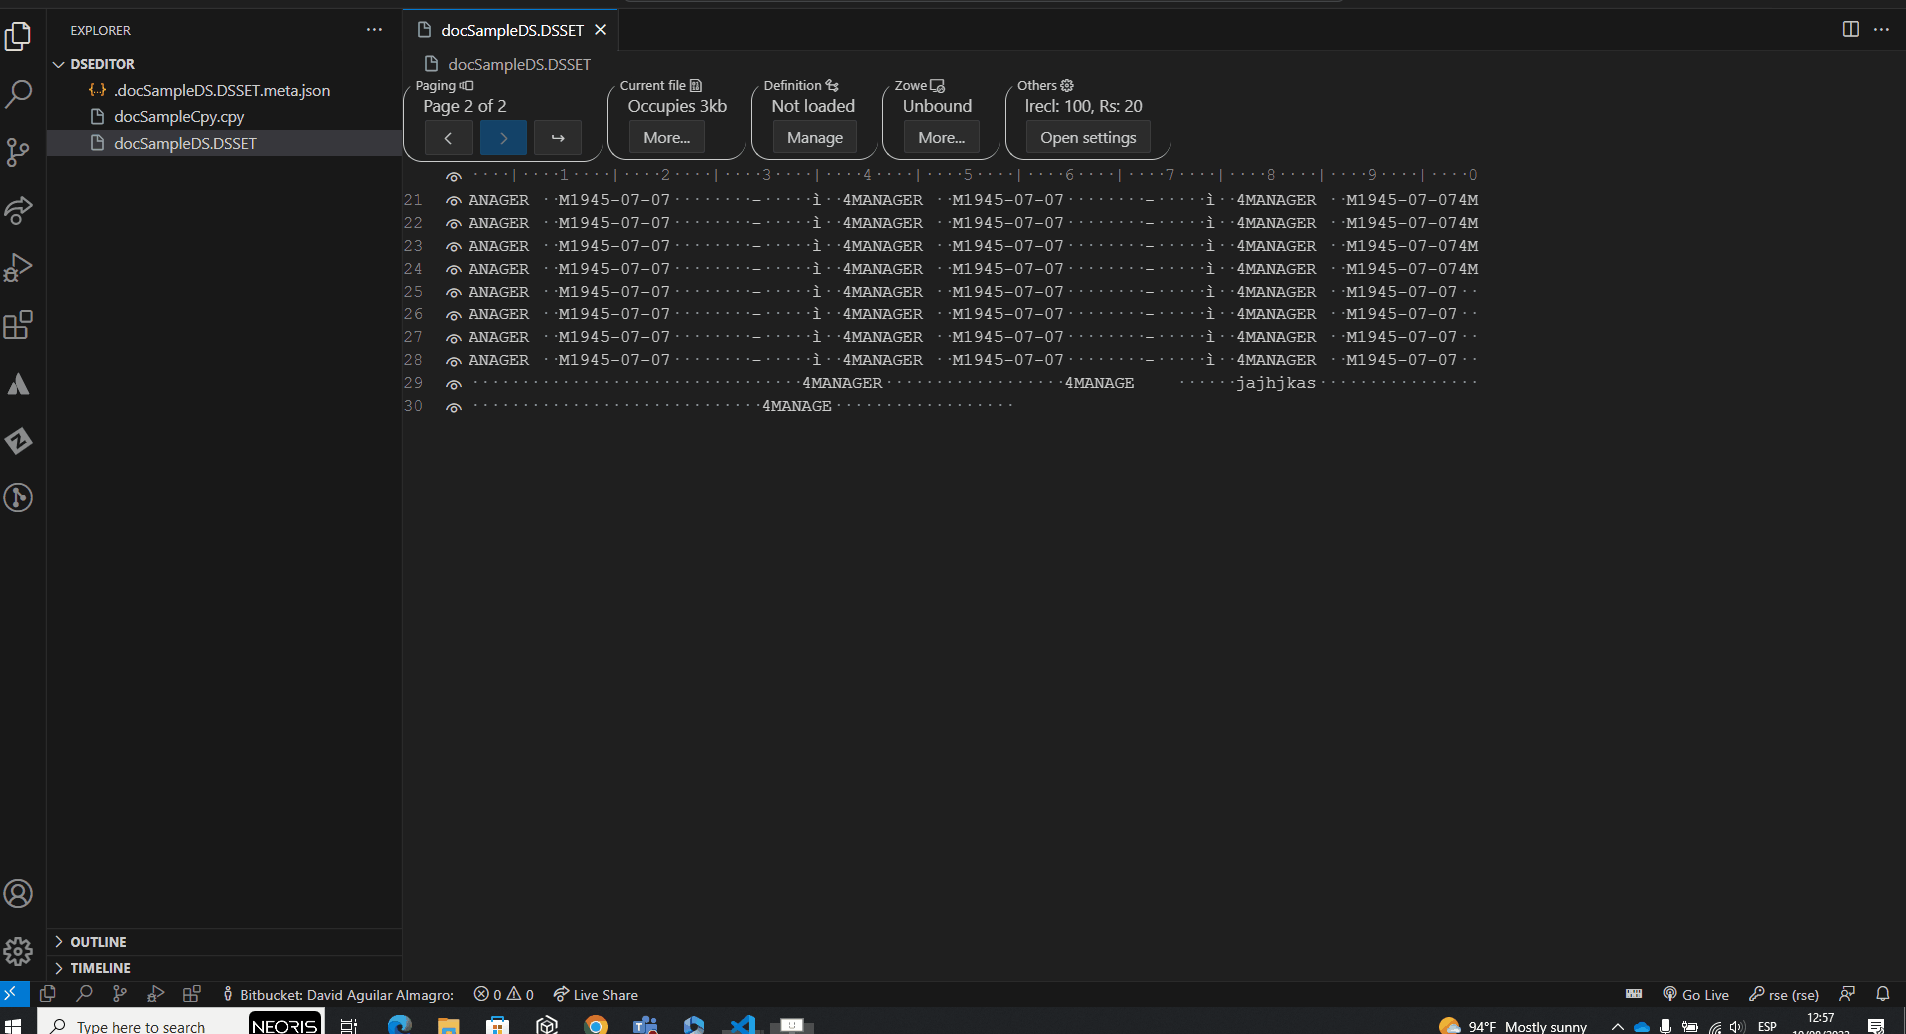 EXPLORER
DSEDITOR
.docSampleDS.DSSET.meta.json
docSampleCpy.cpy
docSampleDS.DSSET
OUTLINE
TIMELINE
docSampleDS.DSSET
docSampleDS.DSSET
Paging
Page 2 of 2
Current file
Occupies 3kb
More...
Definition
Not loaded
Manage
Zowe
Unbound
More...
Others
lrecl: 100, Rs: 20
Open settings
····|····1····|····2····|····3····|····4····|····5····|····6····|····7····|····8····|····9····|····0
21 ANAGER ··M1945-07-07········-·····ì··4MANAGER ··M1945-07-07········-·····ì··4MANAGER ··M1945-07-074M
22 ANAGER ··M1945-07-07········-·····ì··4MANAGER ··M1945-07-07········-·····ì··4MANAGER ··M1945-07-074M
23 ANAGER ··M1945-07-07········-·····ì··4MANAGER ··M1945-07-07········-·····ì··4MANAGER ··M1945-07-074M
24 ANAGER ··M1945-07-07········-·····ì··4MANAGER ··M1945-07-07········-·····ì··4MANAGER ··M1945-07-074M
25 ANAGER ··M1945-07-07········-·····ì··4MANAGER ··M1945-07-07········-·····ì··4MANAGER ··M1945-07-07··
26 ANAGER ··M1945-07-07········-·····ì··4MANAGER ··M1945-07-07········-·····ì··4MANAGER ··M1945-07-07··
27 ANAGER ··M1945-07-07········-·····ì··4MANAGER ··M1945-07-07········-·····ì··4MANAGER ··M1945-07-07··
28 ANAGER ··M1945-07-07········-·····ì··4MANAGER ··M1945-07-07········-·····ì··4MANAGER ··M1945-07-07··
29 ·································4MANAGER··················4MANAGE    ······jajhjkas················
30 ·····························4MANAGE··················
Bitbucket: David Aguilar Almagro: 0 0 Live Share Go Live rse (rse)
Type here to search NEORIS 94°F Mostly sunny ESP 12:57